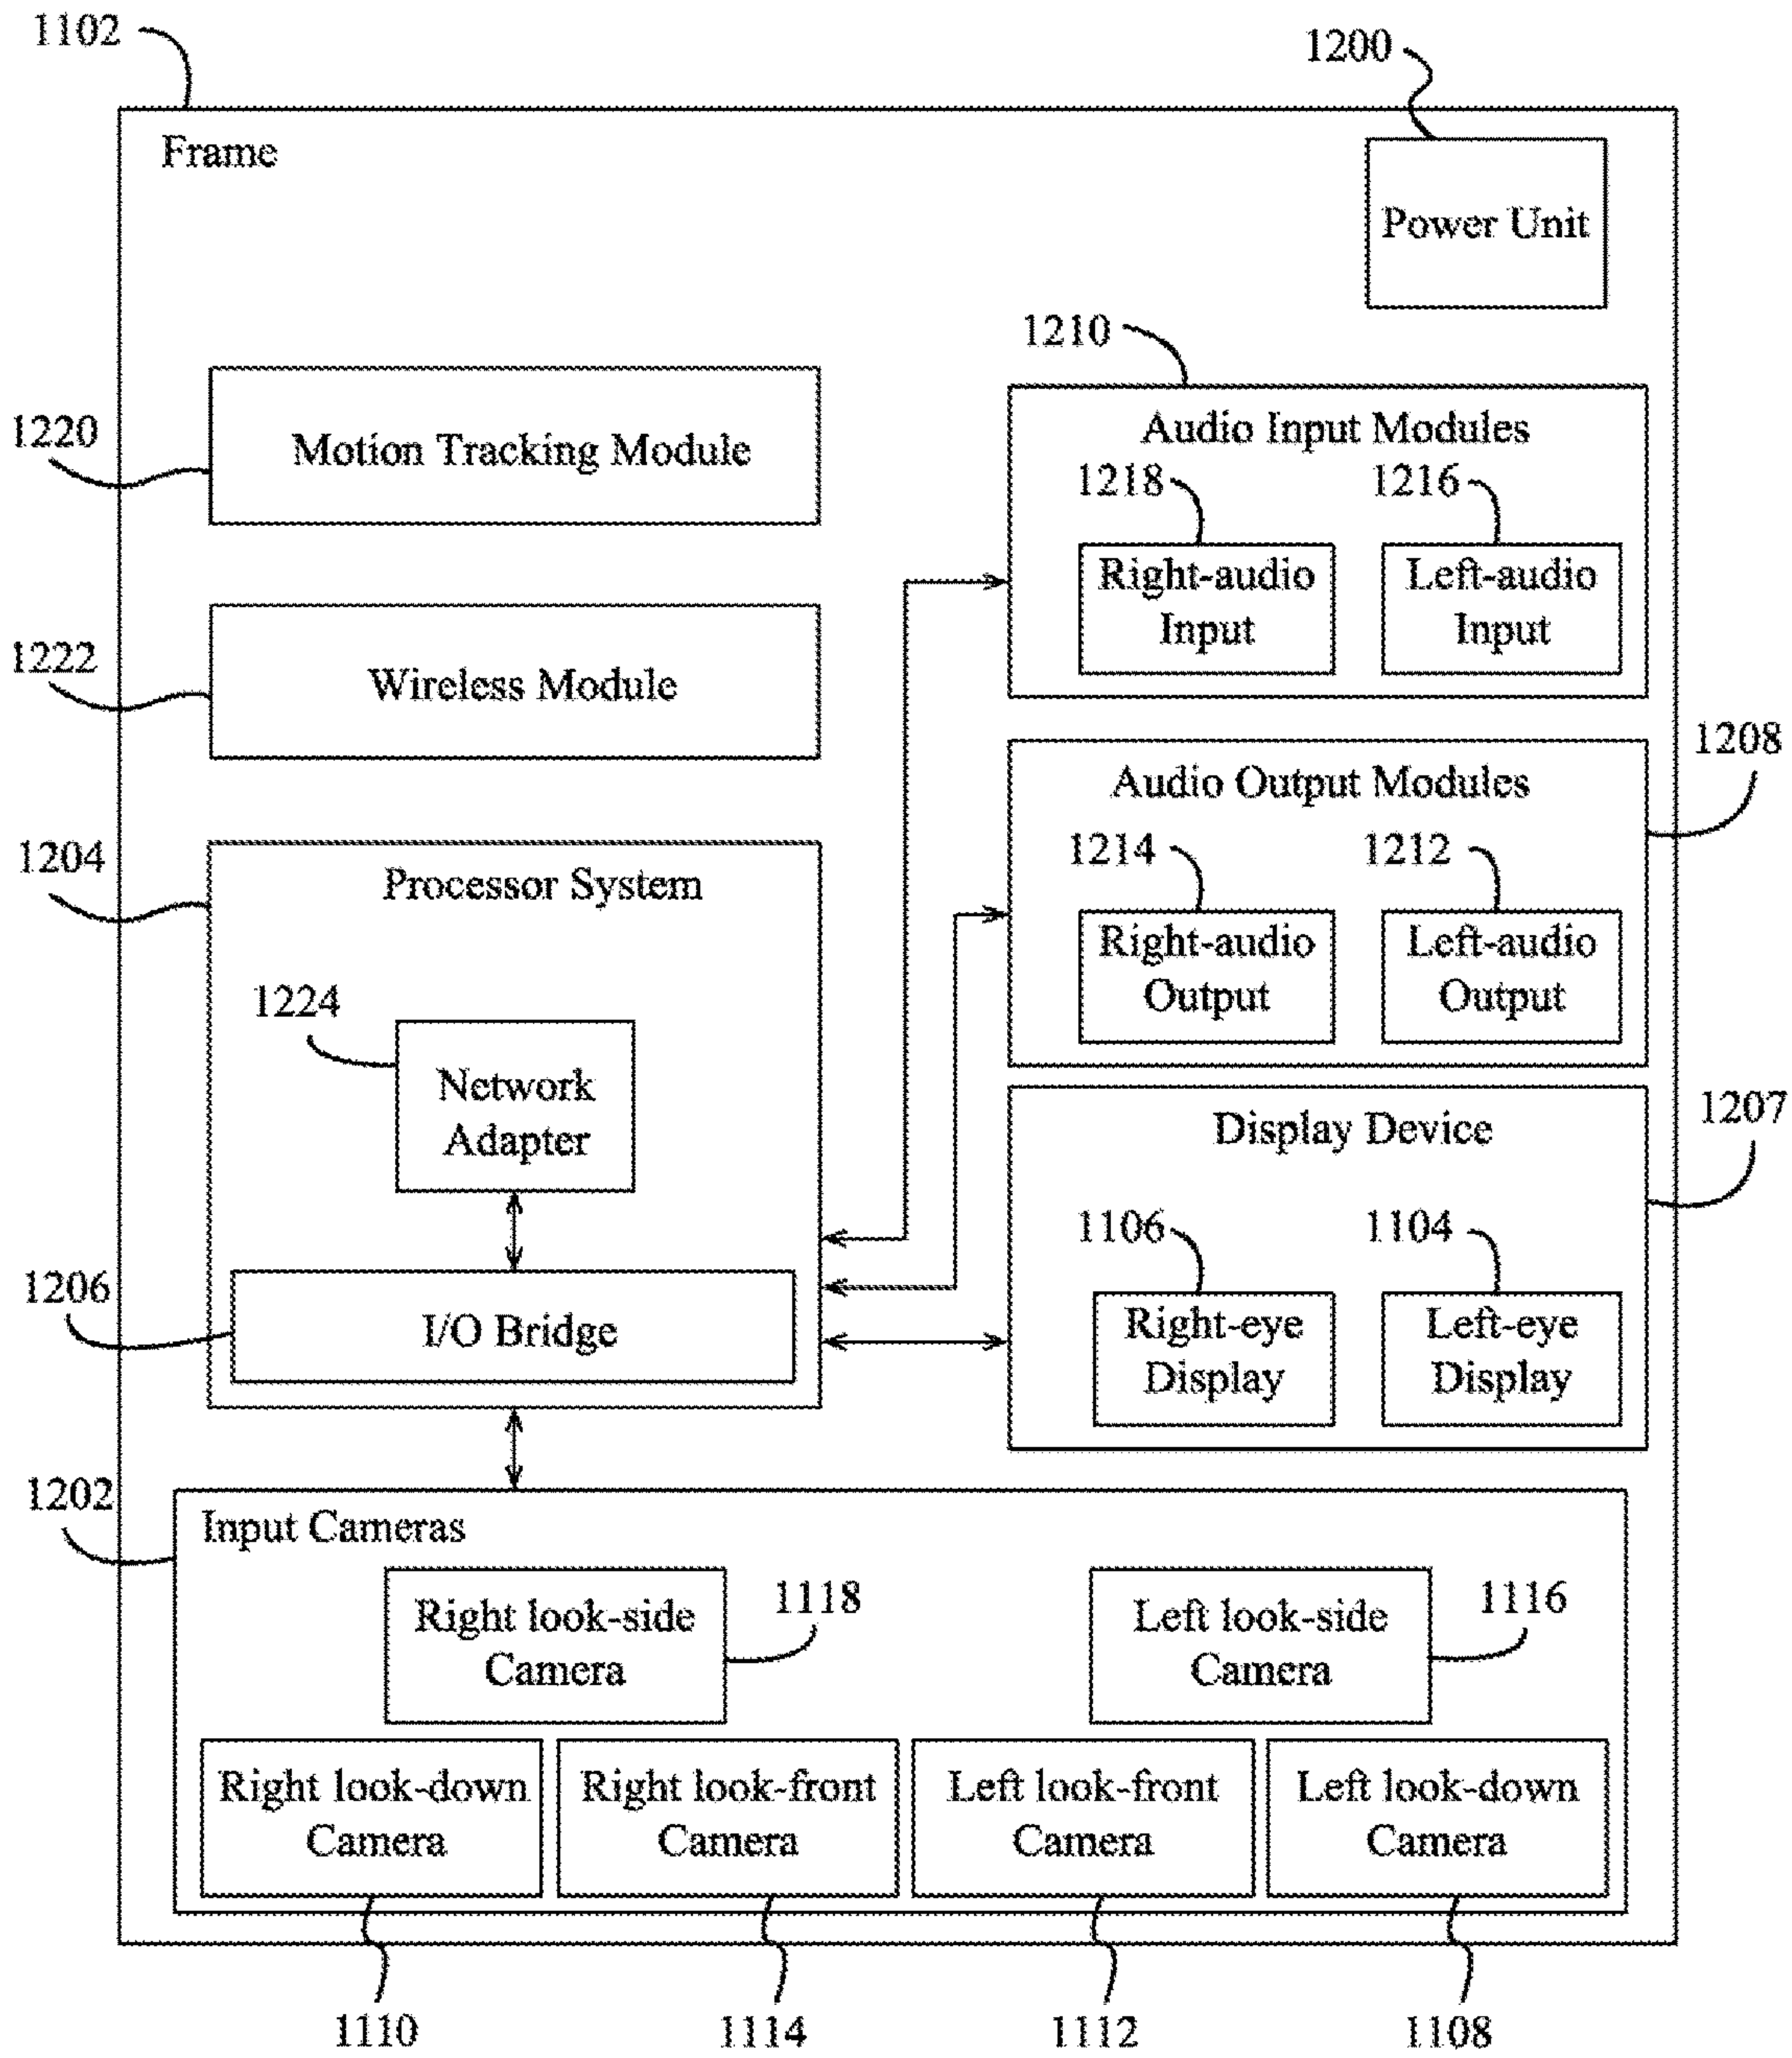 1102
1200
Frame
Power Unit
1210
1220
Motion Tracking Module
Audio Input Modules
1218
1216
Right-audio
Input
Left-audio
Input
1222
Wireless Module
1208
Audio Output Modules
1214
1212
Right-audio
Output
Left-audio
Output
1204
Processor System
1224
Network
Adapter
1207
Display Device
1106
1104
Right-eye
Display
Left-eye
Display
1206
I/O Bridge
1202
Input Cameras
Right look-side
Camera
1118
Left look-side
Camera
1116
Right look-down
Camera
Right look-front
Camera
Left look-front
Camera
Left look-down
Camera
1110
1114
1112
1108